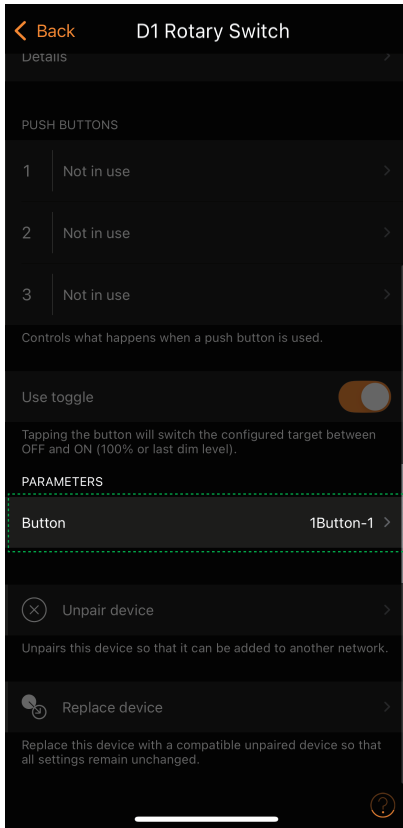 Back
D1 Rotary Switch
Details
PUSH BUTTONS
1 Not in use
2 Not in use
3 Not in use
Controls what happens when a push button is used.
Use toggle
Tapping the button will switch the configured target between
OFF and ON (100% or last dim level).
PARAMETERS
Button 1Button-1
Unpair device
Unpairs this device so that it can be added to another network.
Replace device
Replace this device with a compatible unpaired device so that
all settings remain unchanged.
?